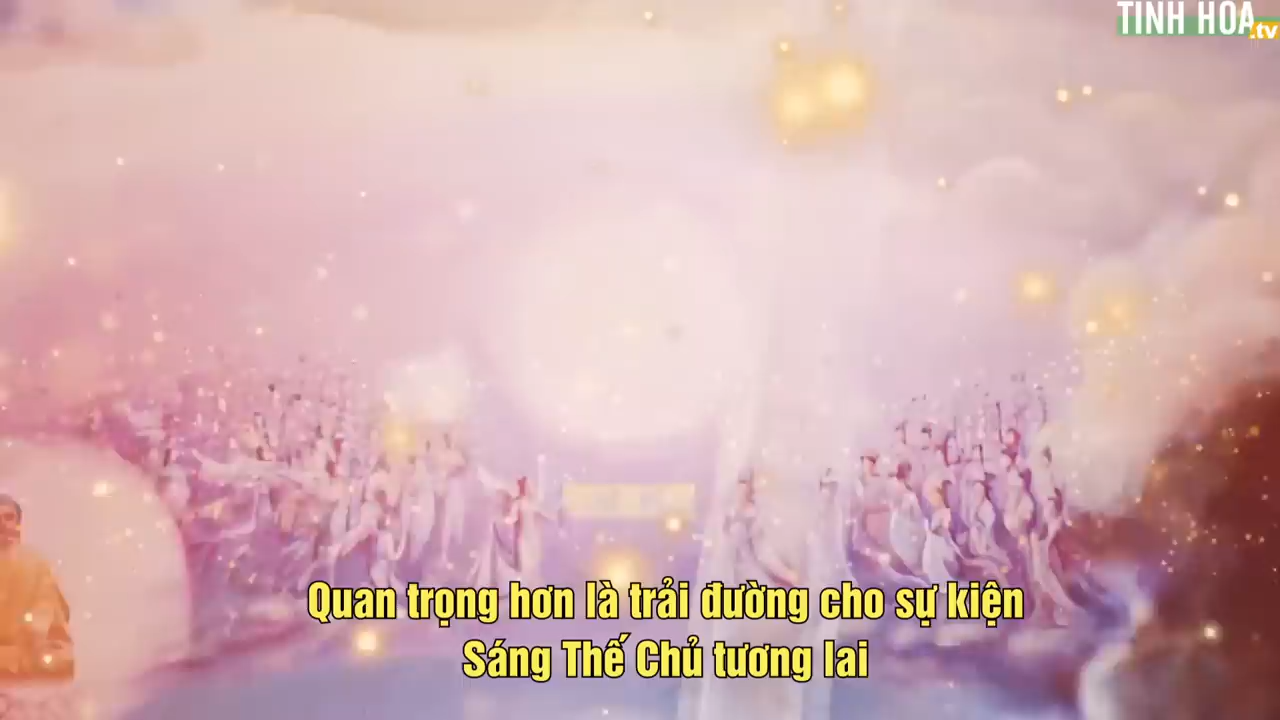 TINH HOA
.tv
Quan trọng hơn là trải đường cho sự kiện
Sáng Thế Chủ tương lai